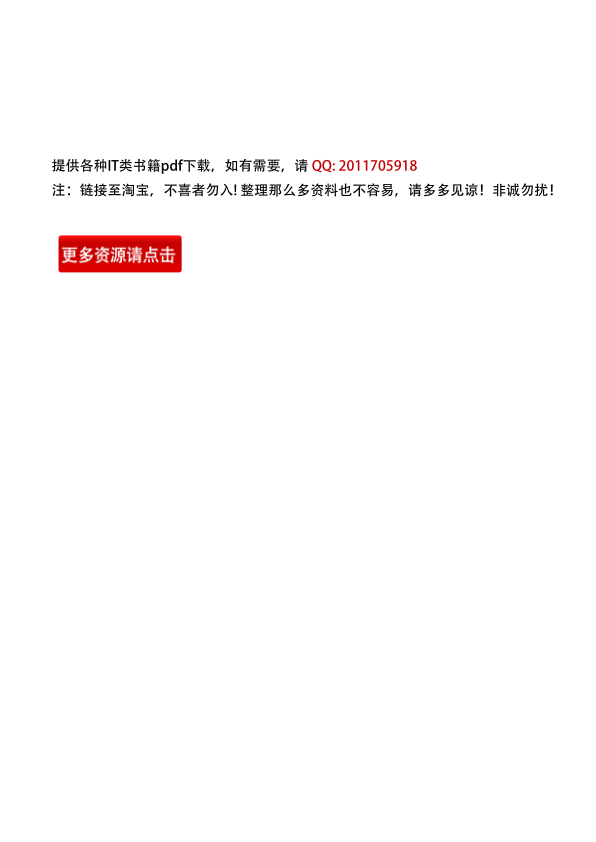 提供各种IT类书籍pdf下载，如有需要，请 QQ: 2011705918
注：链接至淘宝，不喜者勿入! 整理那么多资料也不容易，请多多见谅！非诚勿扰！
更多资源请点击